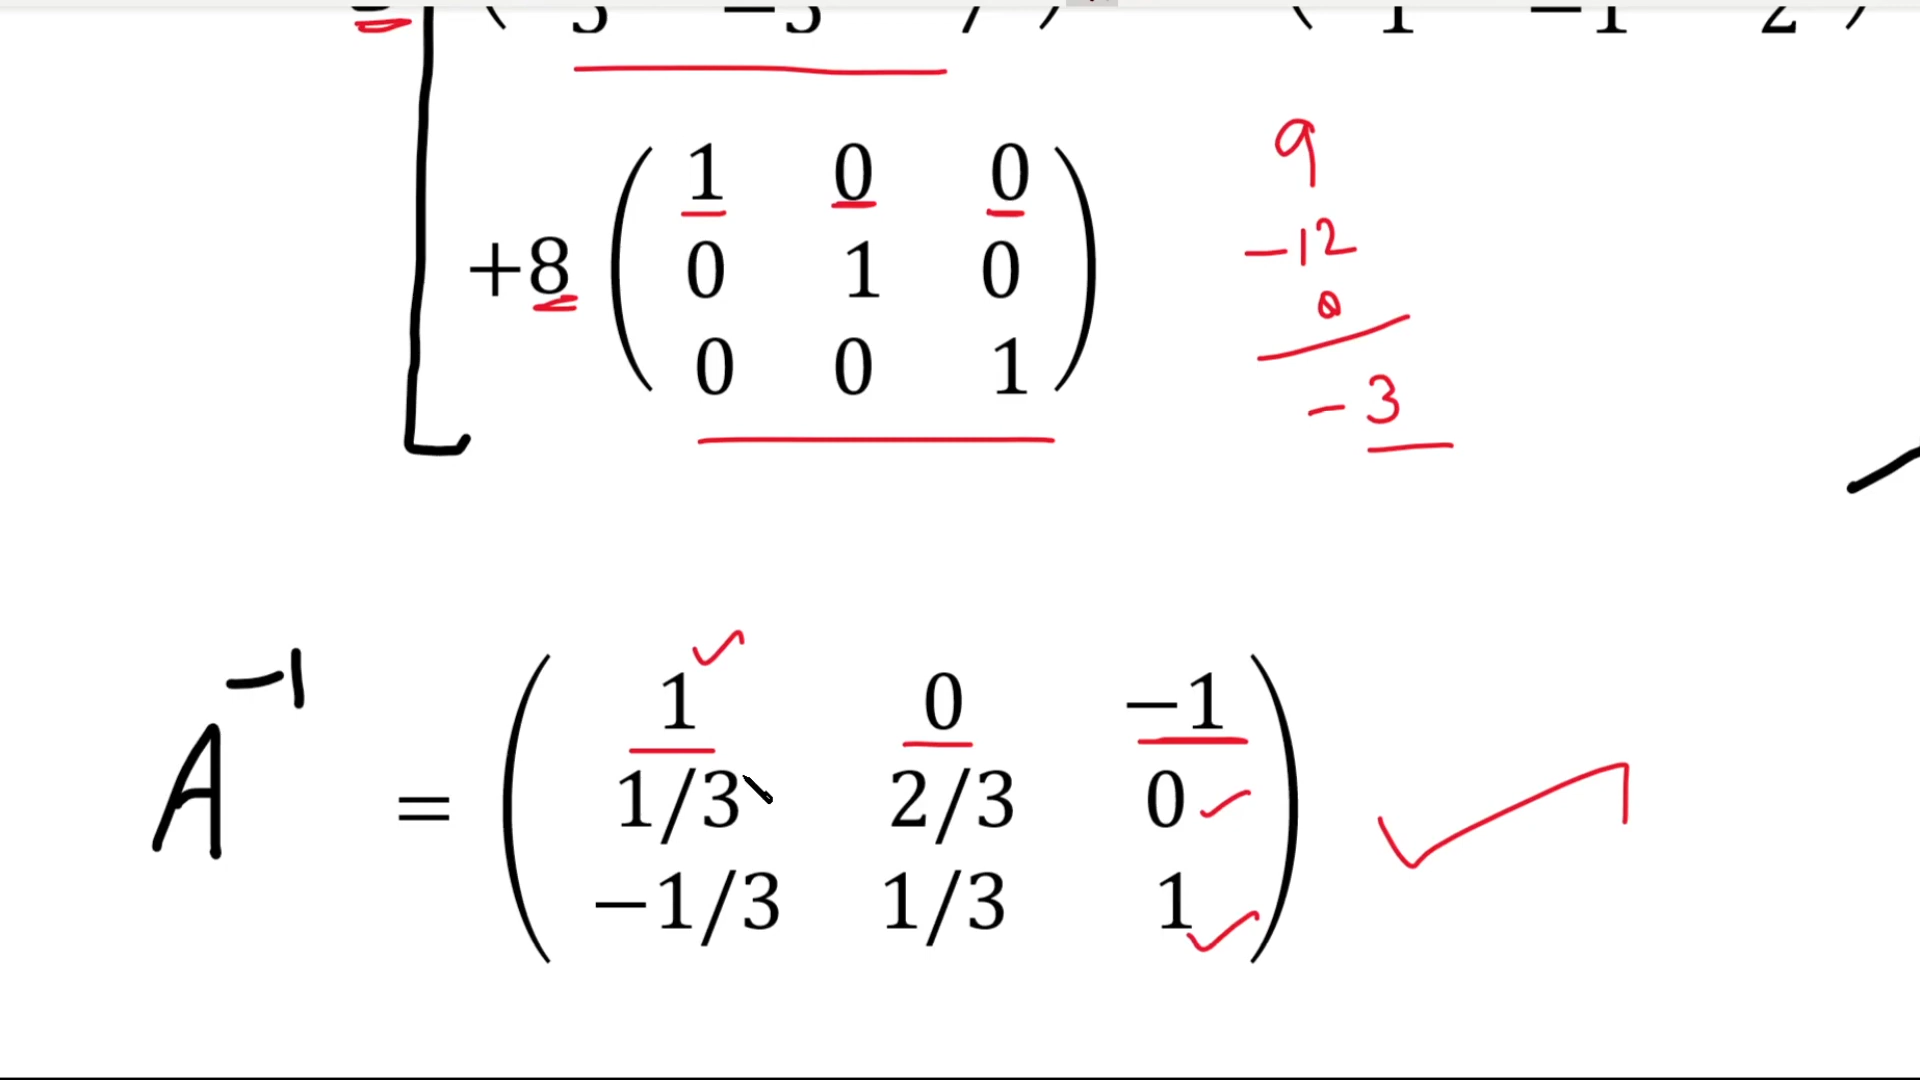 1 0 0
+8 0 1 0
0 0 1
9
-12
0
-3
1 0 -1
A⁻¹ = 1/3 2/3 0
-1/3 1/3 1